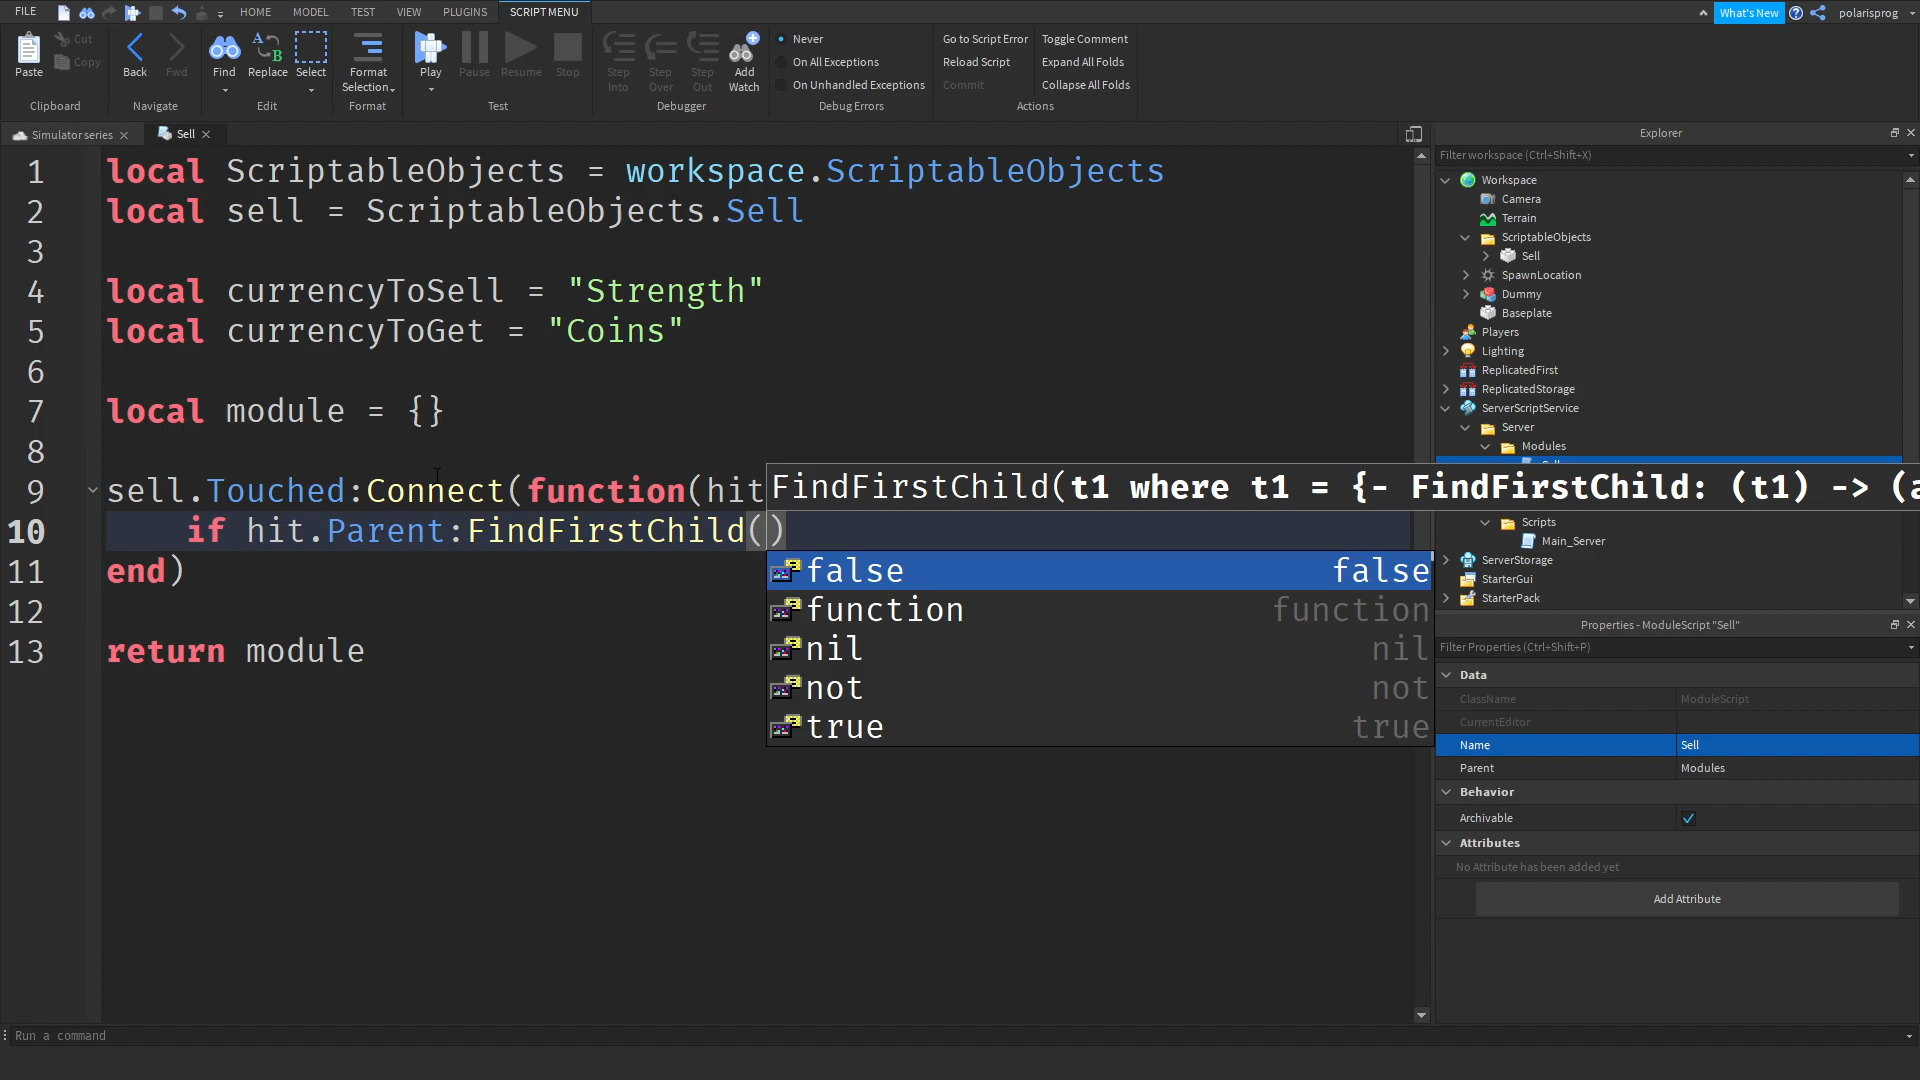 FILE HOME MODEL TEST VIEW PLUGINS SCRIPT MENU What's New polarisprog
Paste Cut Copy Back Fwd Find Replace Select Format Selection Play Pause Resume Stop Step Into Step Over Step Out Add Watch
Never Go to Script Error Toggle Comment
On All Exceptions Reload Script Expand All Folds
On Unhandled Exceptions Commit Collapse All Folds
Clipboard Navigate Edit Format Test Debugger Debug Errors Actions
Simulator series Sell
1 local ScriptableObjects = workspace.ScriptableObjects
2 local sell = ScriptableObjects.Sell
3
4 local currencyToSell = "Strength"
5 local currencyToGet = "Coins"
6
7 local module = {}
8
9 sell.Touched:Connect(function(hit
10 if hit.Parent:FindFirstChild()
11 end)
12
13 return module
FindFirstChild(t1 where t1 = {- FindFirstChild: (t1) -> (a
false false
function function
nil nil
not not
true true
Explorer
Filter workspace (Ctrl+Shift+X)
Workspace
Camera
Terrain
ScriptableObjects
Sell
SpawnLocation
Dummy
Baseplate
Players
Lighting
ReplicatedFirst
ReplicatedStorage
ServerScriptService
Server
Modules
Scripts
Main_Server
ServerStorage
StarterGui
StarterPack
Properties - ModuleScript "Sell"
Filter Properties (Ctrl+Shift+P)
Data
ClassName ModuleScript
CurrentEditor
Name Sell
Parent Modules
Behavior
Archivable
Attributes
No Attribute has been added yet
Add Attribute
Run a command